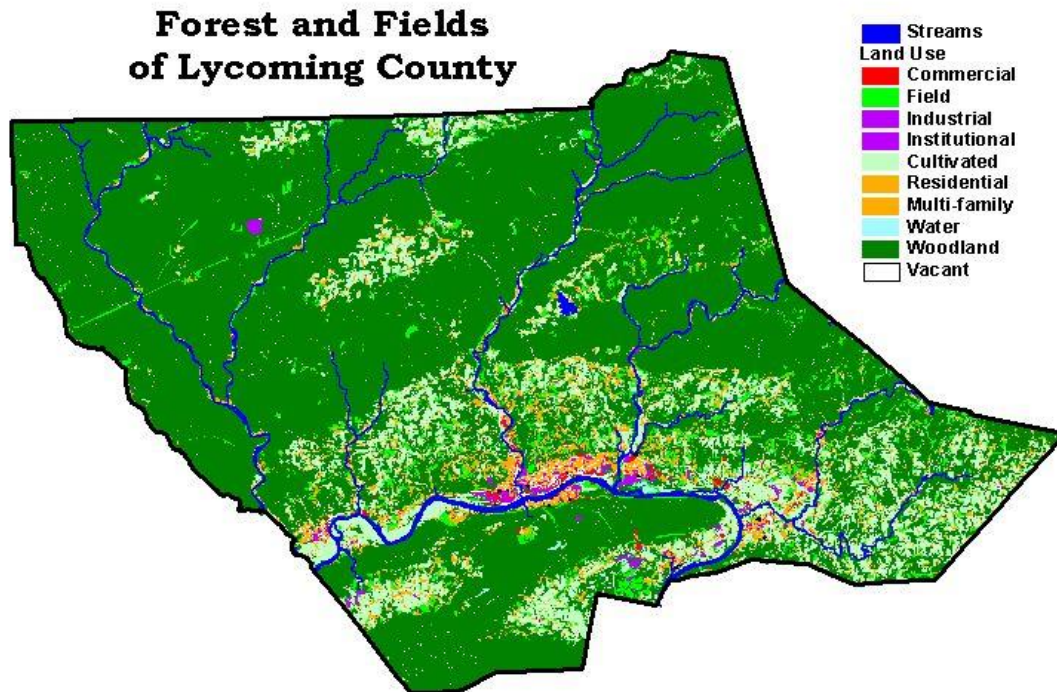 Forest and Fields
of Lycoming County
Streams
Land Use
Commercial
Field
Industrial
Institutional
Cultivated
Residential
Multi-family
Water
Woodland
Vacant